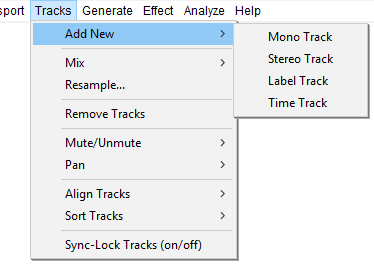 sport Tracks Generate Effect Analyze Help
Add New
Mono Track
Stereo Track
Label Track
Time Track
Mix
Resample...
Remove Tracks
Mute/Unmute
Pan
Align Tracks
Sort Tracks
Sync-Lock Tracks (on/off)